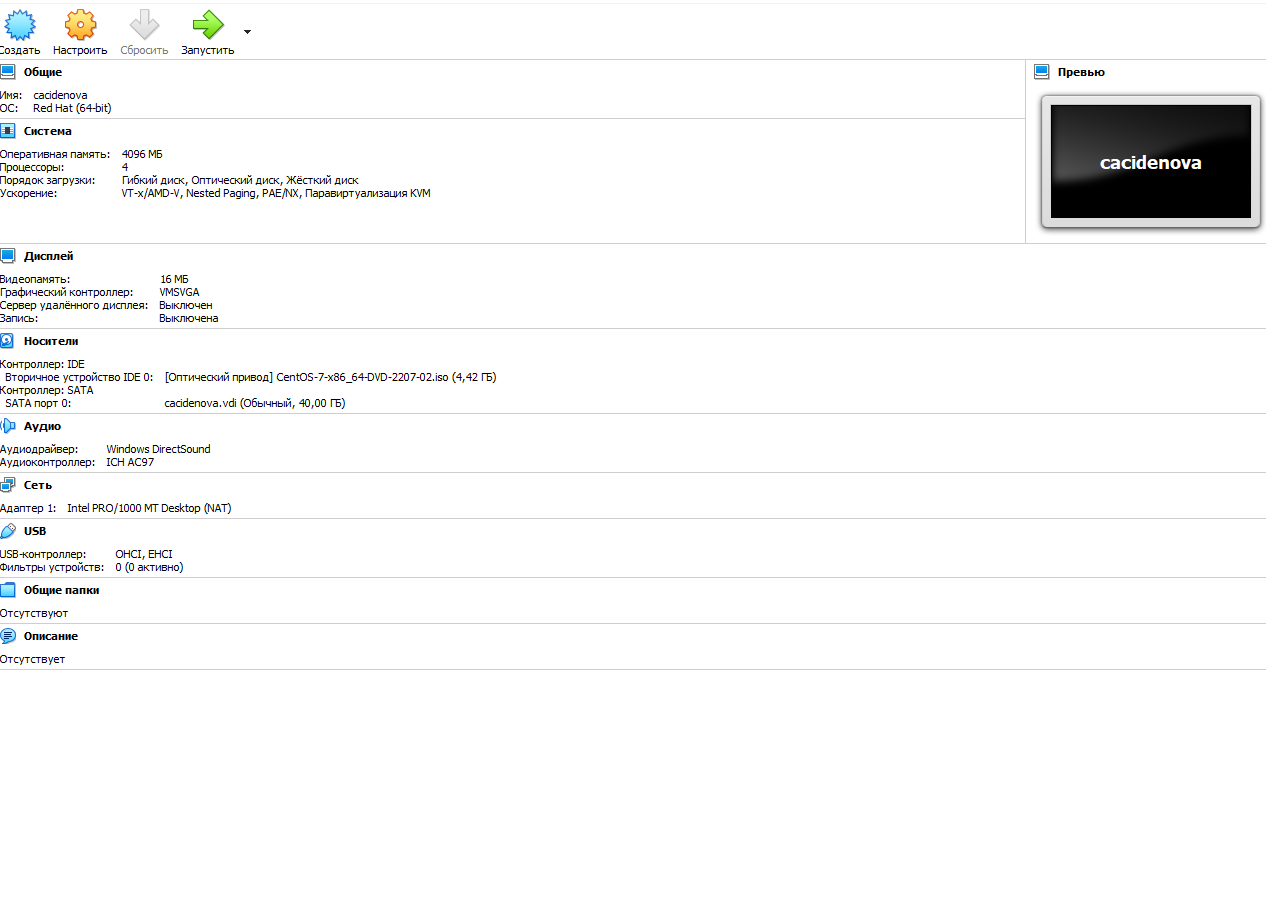 Создать Настроить Сбросить Запустить
Общие
Имя: cacidenova
ОС: Red Hat (64-bit)
Система
Оперативная память: 4096 МБ
Процессоры: 4
Порядок загрузки: Гибкий диск, Оптический диск, Жёсткий диск
Ускорение: VT-x/AMD-V, Nested Paging, PAE/NX, Паравиртуализация KVM
Превью
cacidenova
Дисплей
Видеопамять: 16 МБ
Графический контроллер: VMSVGA
Сервер удалённого дисплея: Выключен
Запись: Выключена
Носители
Контроллер: IDE
Вторичное устройство IDE 0: [Оптический привод] CentOS-7-x86_64-DVD-2207-02.iso (4,42 ГБ)
Контроллер: SATA
SATA порт 0: cacidenova.vdi (Обычный, 40,00 ГБ)
Аудио
Аудиодрайвер: Windows DirectSound
Аудиоконтроллер: ICH AC97
Сеть
Адаптер 1: Intel PRO/1000 MT Desktop (NAT)
USB
USB-контроллер: OHCI, EHCI
Фильтры устройств: 0 (0 активно)
Общие папки
Отсутствуют
Описание
Отсутствует